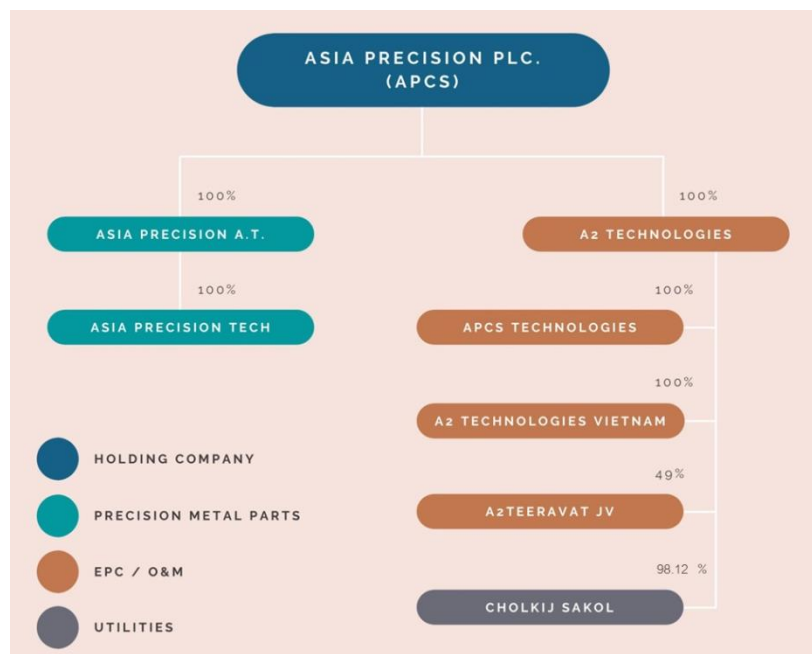 ASIA PRECISION PLC.
(APCS)
100%
100%
ASIA PRECISION A.T.
A2 TECHNOLOGIES
100%
100%
ASIA PRECISION TECH
APCS TECHNOLOGIES
100%
A2 TECHNOLOGIES VIETNAM
HOLDING COMPANY
49%
PRECISION METAL PARTS
A2TEERAVAT JV
EPC / O&M
98.12 %
CHOLKIJ SAKOL
UTILITIES